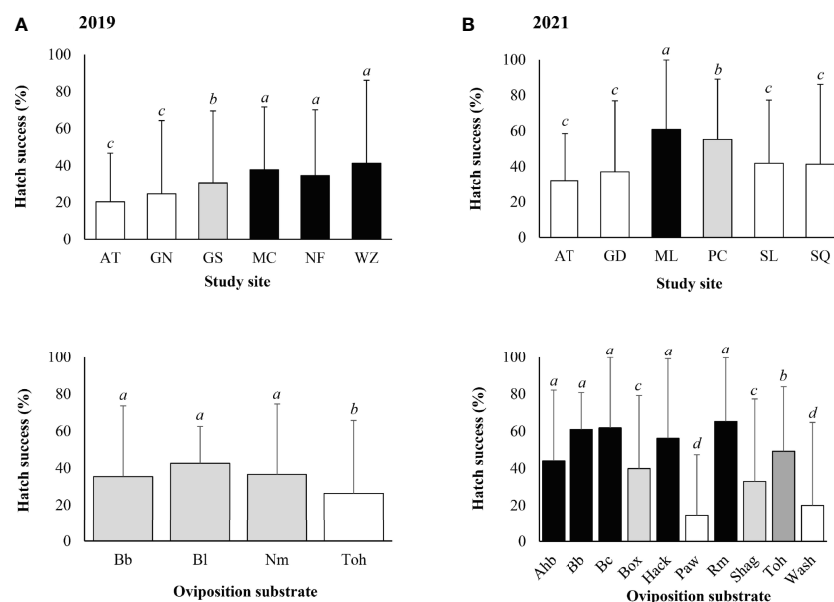 A 2019
Hatch success (%)
100
80
60
40
20
0
c c b a a a
AT GN GS MC NF WZ
Study site
B 2021
Hatch success (%)
100
80
60
40
20
0
c c a b c c
AT GD ML PC SL SQ
Study site
Hatch success (%)
100
80
60
40
20
0
a a a b
Bb Bl Nm Toh
Oviposition substrate
Hatch success (%)
100
80
60
40
20
0
a a a c a d a c b d
Ahb Bb Bc Box Hack Paw Rm Shag Toh Wash
Oviposition substrate